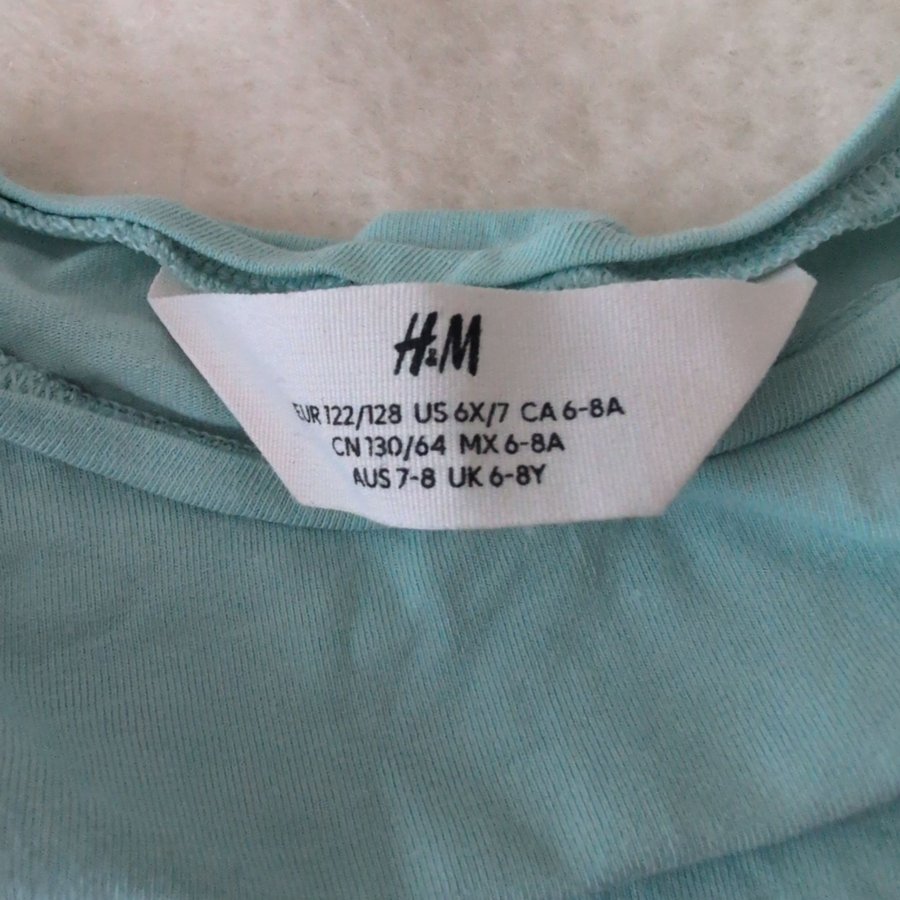 H&M
EUR 122/128 US 6X/7 CA 6-8A
CN 130/64 MX 6-8A
AUS 7-8 UK 6-8Y